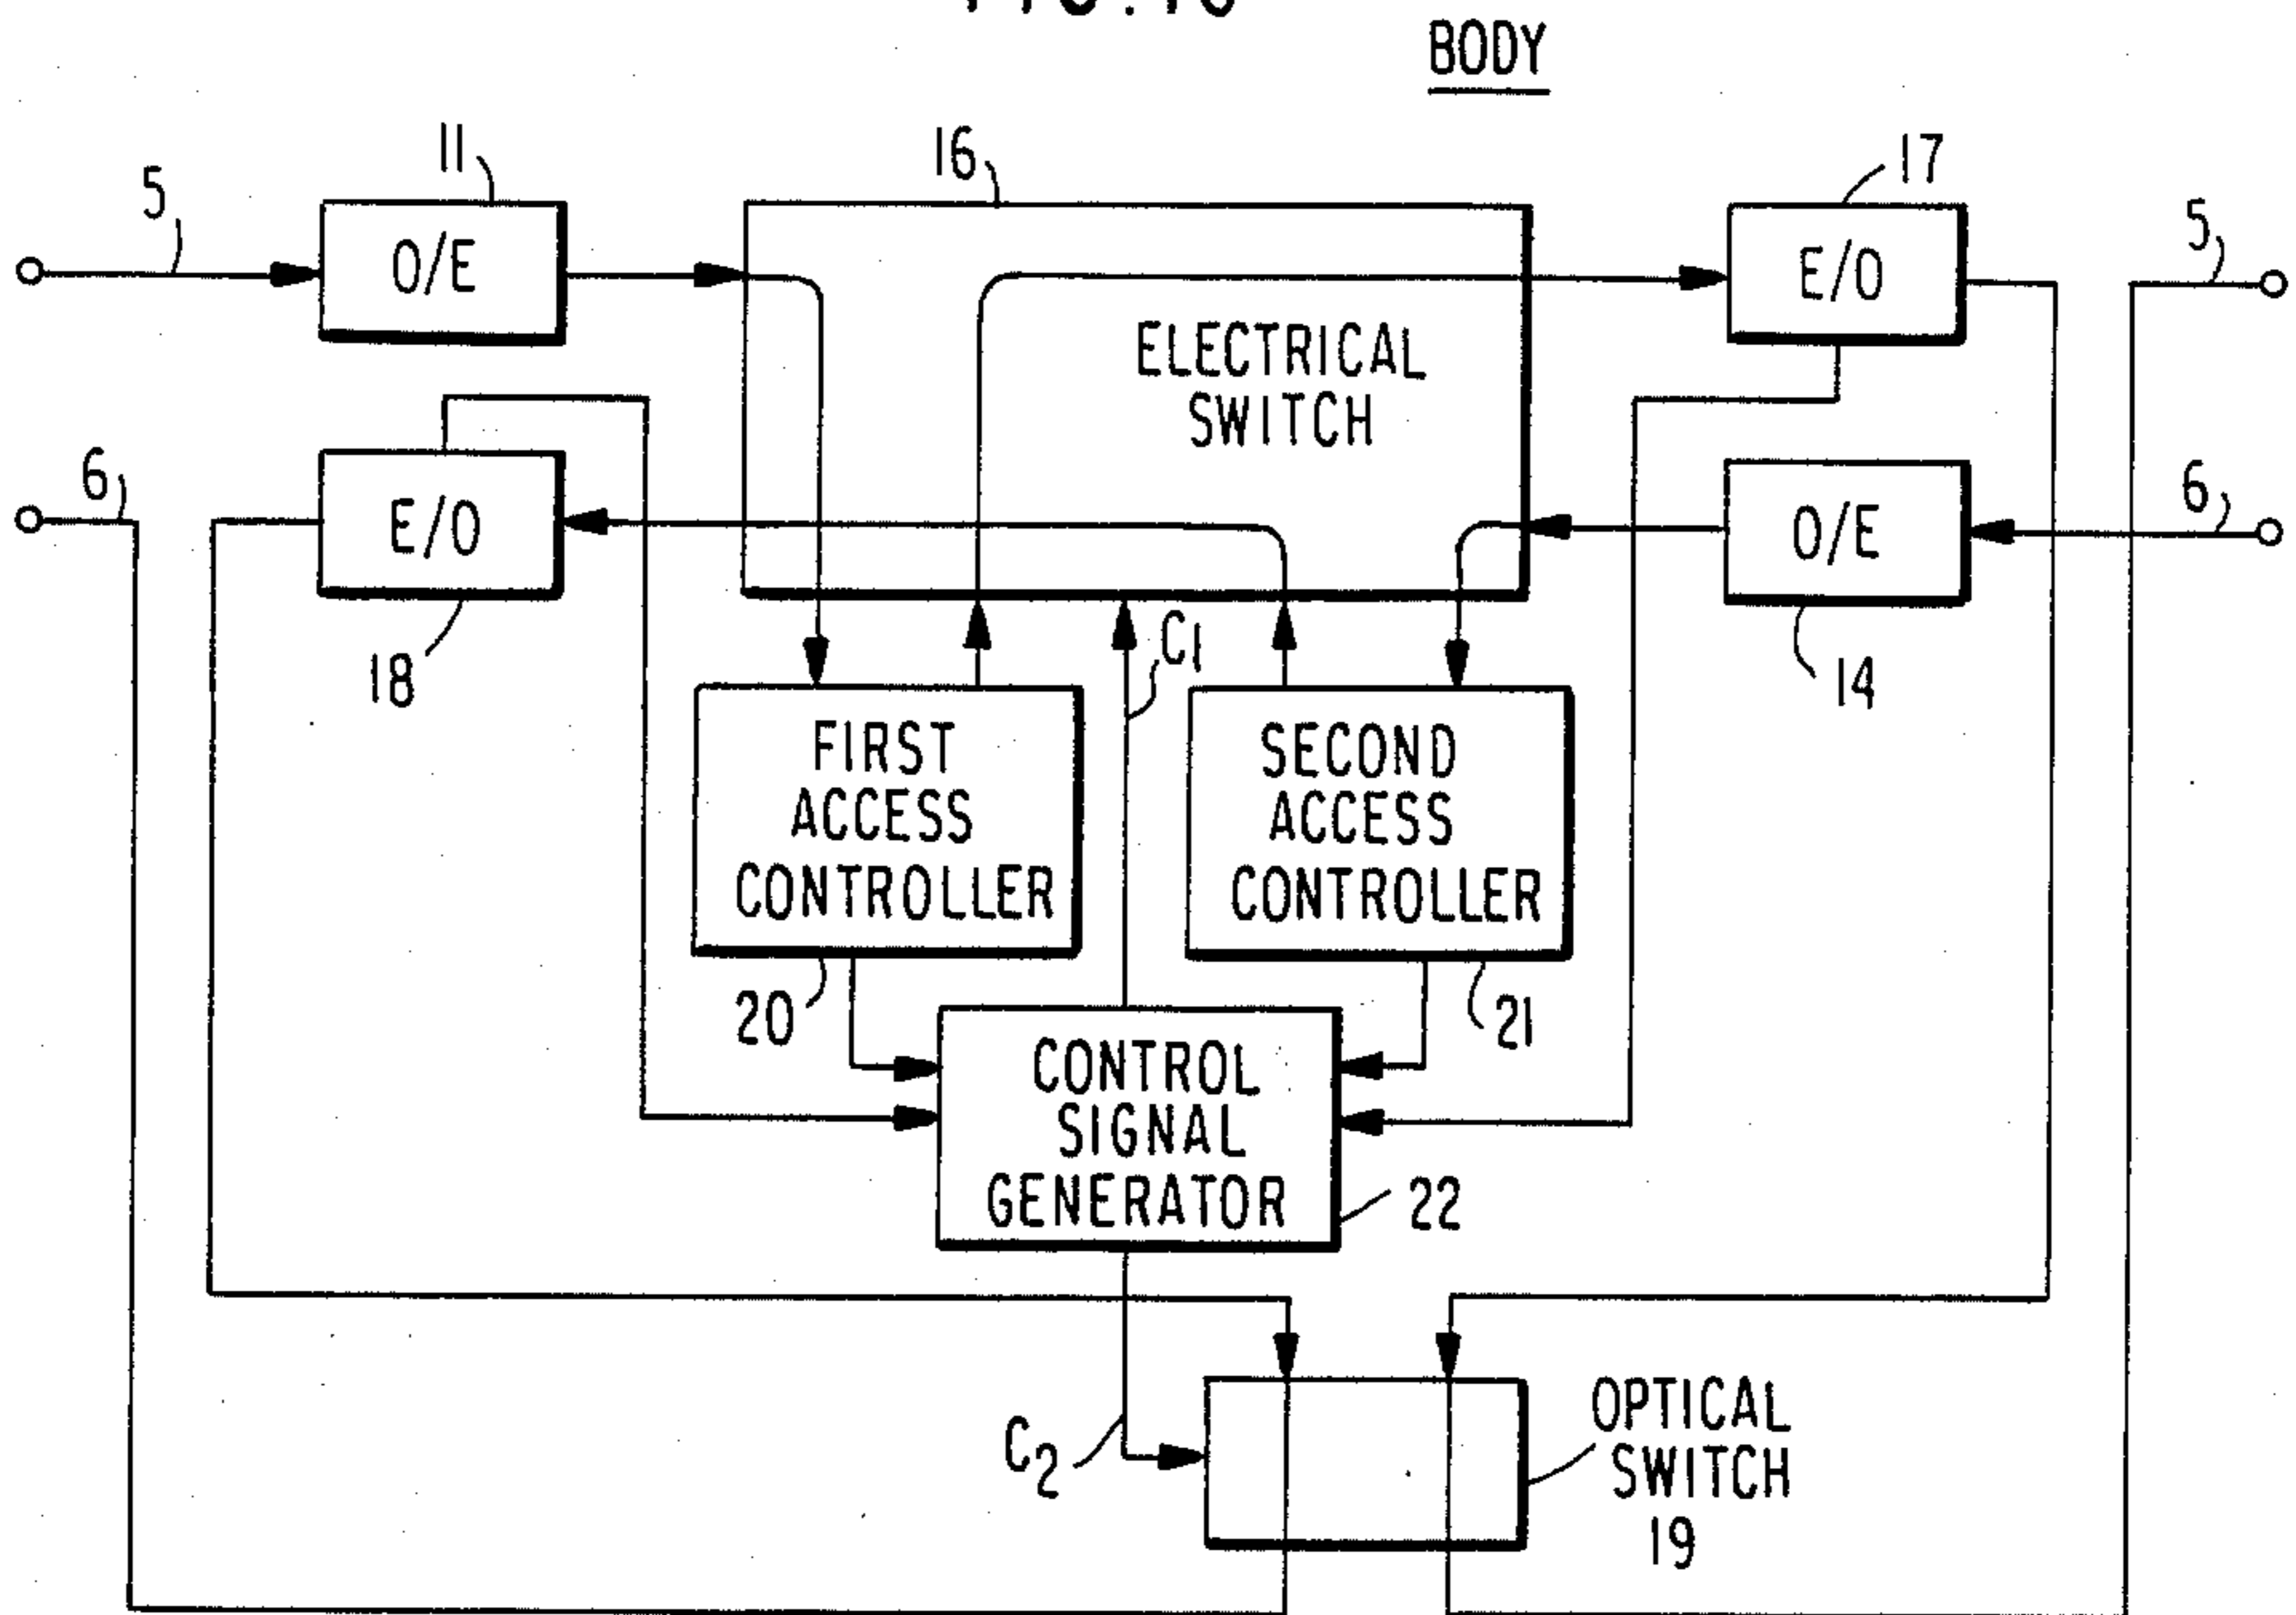 BODY
11
16
17
5
5
O/E
E/O
ELECTRICAL
SWITCH
6
6
E/O
O/E
C1
18
14
FIRST
ACCESS
CONTROLLER
SECOND
ACCESS
CONTROLLER
20
21
CONTROL
SIGNAL
GENERATOR
22
C2
OPTICAL
SWITCH
19